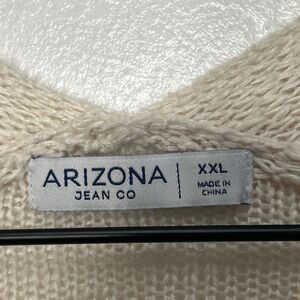 ARIZONA
JEAN CO
XXL
MADE IN
CHINA